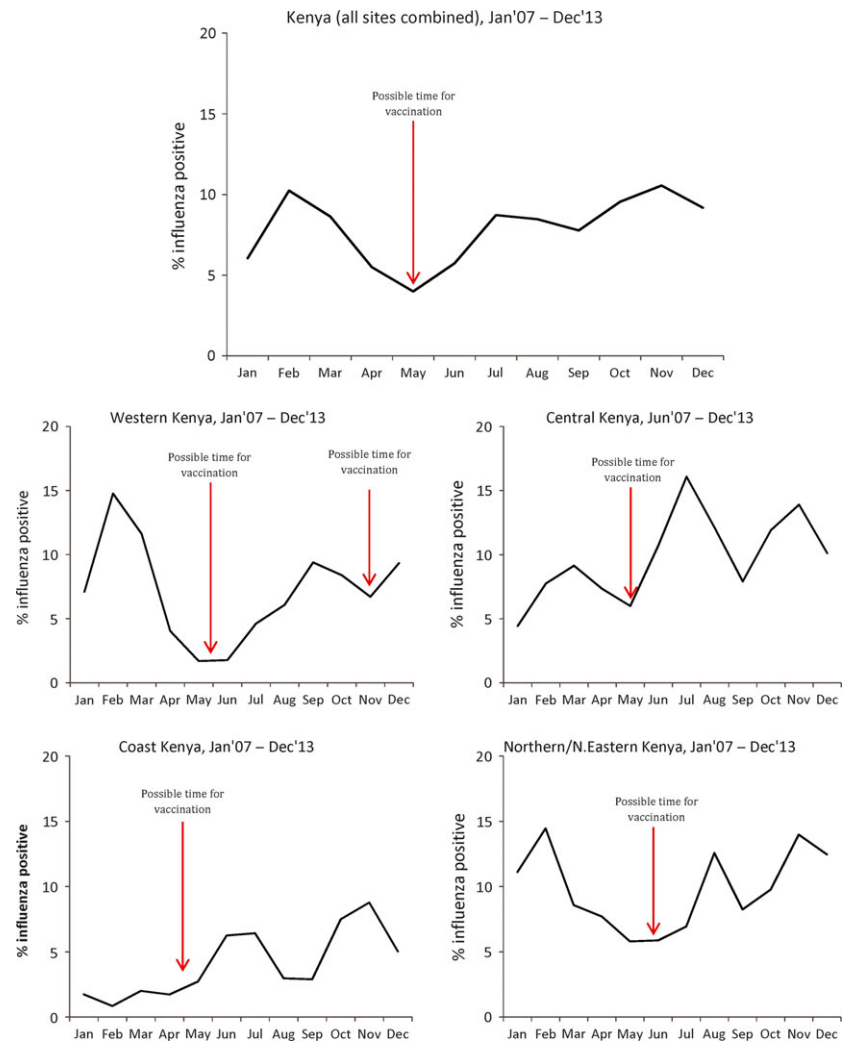 Kenya (all sites combined), Jan'07 – Dec'13
20
Possible time for
vaccination
15
10
5
0
% influenza positive
Jan Feb Mar Apr May Jun Jul Aug Sep Oct Nov Dec
Western Kenya, Jan'07 – Dec'13
20
Possible time for
vaccination
Possible time for
vaccination
15
10
5
0
% influenza positive
Jan Feb Mar Apr May Jun Jul Aug Sep Oct Nov Dec
Central Kenya, Jun'07 – Dec'13
20
Possible time for
vaccination
15
10
5
0
% influenza positive
Jan Feb Mar Apr May Jun Jul Aug Sep Oct Nov Dec
Coast Kenya, Jan'07 – Dec'13
20
Possible time for
vaccination
15
10
5
0
% influenza positive
Jan Feb Mar Apr May Jun Jul Aug Sep Oct Nov Dec
Northern/N.Eastern Kenya, Jan'07 – Dec'13
20
Possible time for
vaccination
15
10
5
0
% influenza positive
Jan Feb Mar Apr May Jun Jul Aug Sep Oct Nov Dec